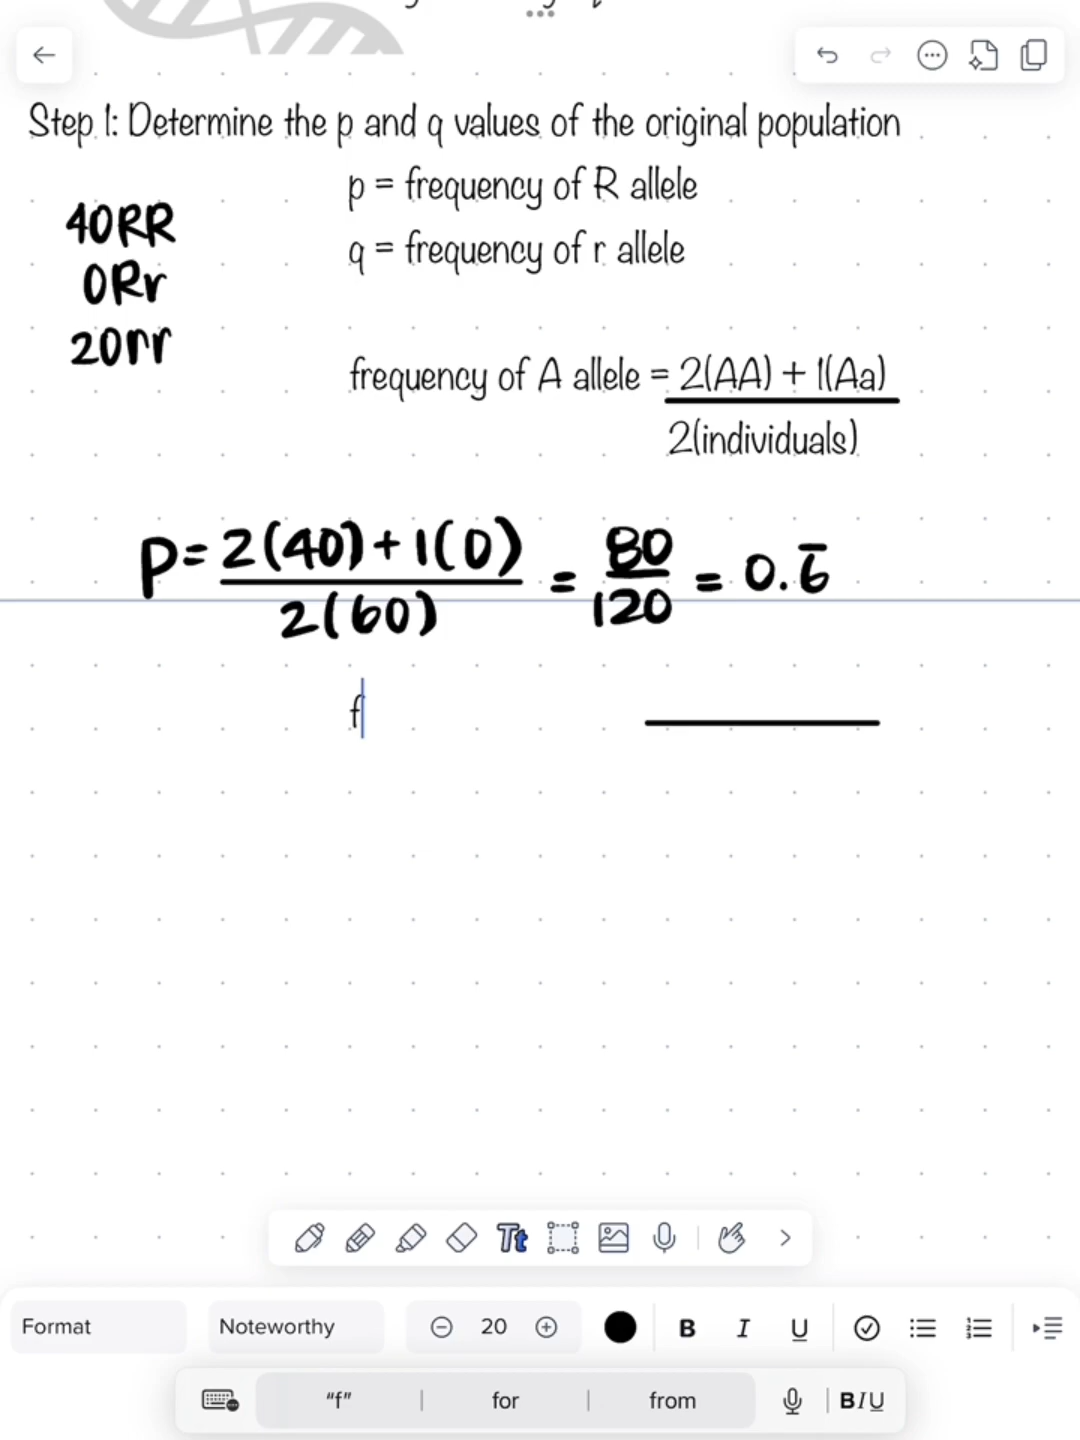 Step 1: Determine the p and q values of the original population
p = frequency of R allele
40RR
q = frequency of r allele
0Rr
20rr
frequency of A allele = 2(AA) + 1(Aa)
2(individuals)
P= 2(40)+1(0) = 80 = 0.6̅
2(60) 120
f
Format
Noteworthy
20
B I U
"f"
for
from
BIU